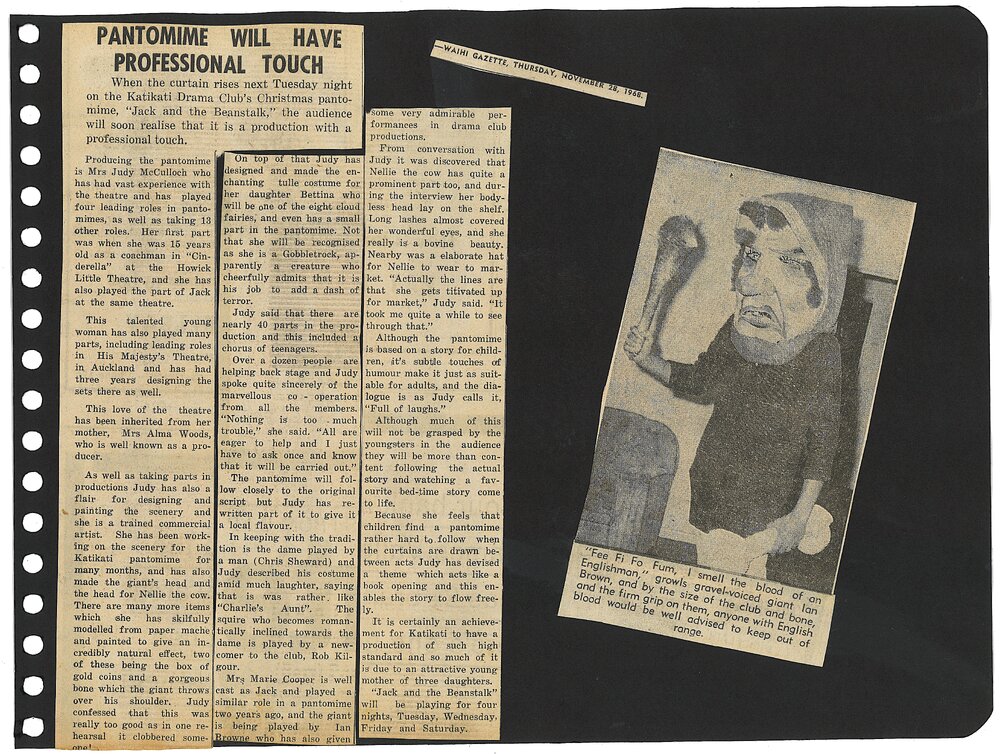 PANTOMIME WILL HAVE
PROFESSIONAL TOUCH
When the curtain rises next Tuesday night
on the Katikati Drama Club's Christmas panto-
mime, "Jack and the Beanstalk," the audience
will soon realise that it is a production with a
professional touch.
Producing the pantomime
is Mrs Judy McCulloch who
has had vast experience with
the theatre and has played
four leading roles in panto-
mimes, as well as taking 13
other roles. Her first part
was when she was 15 years
old as a coachman in "Cin-
derella" at the Howick
Little Theatre, and she has
also played the part of Jack
at the same theatre.
This talented young
woman has also played many
parts, including leading roles
in His Majesty's Theatre,
in Auckland and has had
three years designing the
sets there as well.
This love of the theatre
has been inherited from her
mother, Mrs Alma Woods,
who is well known as a pro-
ducer.
As well as taking parts in
productions Judy has also a
flair for designing and
painting the scenery and
she is a trained commercial
artist. She has been work-
ing on the scenery for the
Katikati pantomime for
many months, and has also
made the giant's head and
the head for Nellie the cow.
There are many more items
which she has skilfully
modelled from paper mache
and painted to give an in-
credibly natural effect, two
of these being the box of
gold coins and a gorgeous
bone which the giant throws
over his shoulder. Judy
confessed that this was
really too good as in one re-
hearsal it clobbered some-
one!
On top of that Judy has
designed and made the en-
chanting tulle costume for
her daughter Bettina who
will be one of the eight cloud
fairies, and even has a small
part in the pantomime. Not
that she will be recognised
as she is a Gobbletrock, ap-
parently a creature who
cheerfully admits that it is
his job to add a dash of
terror.
Judy said that there are
nearly 40 parts in the pro-
duction and this included a
chorus of teenagers.
Over a dozen people are
helping back stage and Judy
spoke quite sincerely of the
marvellous co - operation
from all the members.
"Nothing is too much
trouble," she said. "All are
eager to help and I just
have to ask once and know
that it will be carried out."
The pantomime will fol-
low closely to the original
script but Judy has re-
written part of it to give it
a local flavour.
In keeping with the tradi-
tion is the dame played by
a man (Chris Sheward) and
Judy described his costume
amid much laughter, saying
that is was rather like
"Charlie's Aunt". The
squire who becomes roman-
tically inclined towards the
dame is played by a new-
comer to the club, Rob Kil-
gour.
Mrs Marie Cooper is well
cast as Jack and played a
similar role in a pantomime
two years ago, and the giant
is being played by Ian
Browne who has also given
some very admirable per-
formances in drama club
productions.
From conversation with
Judy it was discovered that
Nellie the cow has quite a
prominent part too, and dur-
ing the interview her body-
less head lay on the shelf.
Long lashes almost covered
her wonderful eyes, and she
really is a bovine beauty.
Nearby was a elaborate hat
for Nellie to wear to mar-
ket. "Actually the lines are
that she gets titivated up
for market," Judy said. "It
took me quite a while to see
through that."
Although the pantomime
is based on a story for child-
ren, it's subtle touches of
humour make it just as suit-
able for adults, and the dia-
logue is as Judy calls it,
"Full of laughs."
Although much of this
will not be grasped by the
youngsters in the audience
they will be more than con-
tent following the actual
story and watching a fav-
ourite bed-time story come
to life.
Because she feels that
children find a pantomime
rather hard to follow when
the curtains are drawn be-
tween acts Judy has devised
a theme which acts like a
book opening and this en-
ables the story to flow free-
ly.
It is certainly an achieve-
ment for Katikati to have a
production of such high
standard and so much of it
is due to an attractive young
mother of three daughters.
"Jack and the Beanstalk"
will be playing for four
nights, Tuesday, Wednesday,
Friday and Saturday.
—WAIHI GAZETTE, THURSDAY, NOVEMBER 28, 1968.
"Fee Fi Fo Fum, I smell the blood of an
Englishman," growls gravel-voiced giant Ian
Brown, and by the size of the club and bone,
and the firm grip on them, anyone with English
blood would be well advised to keep out of
range.